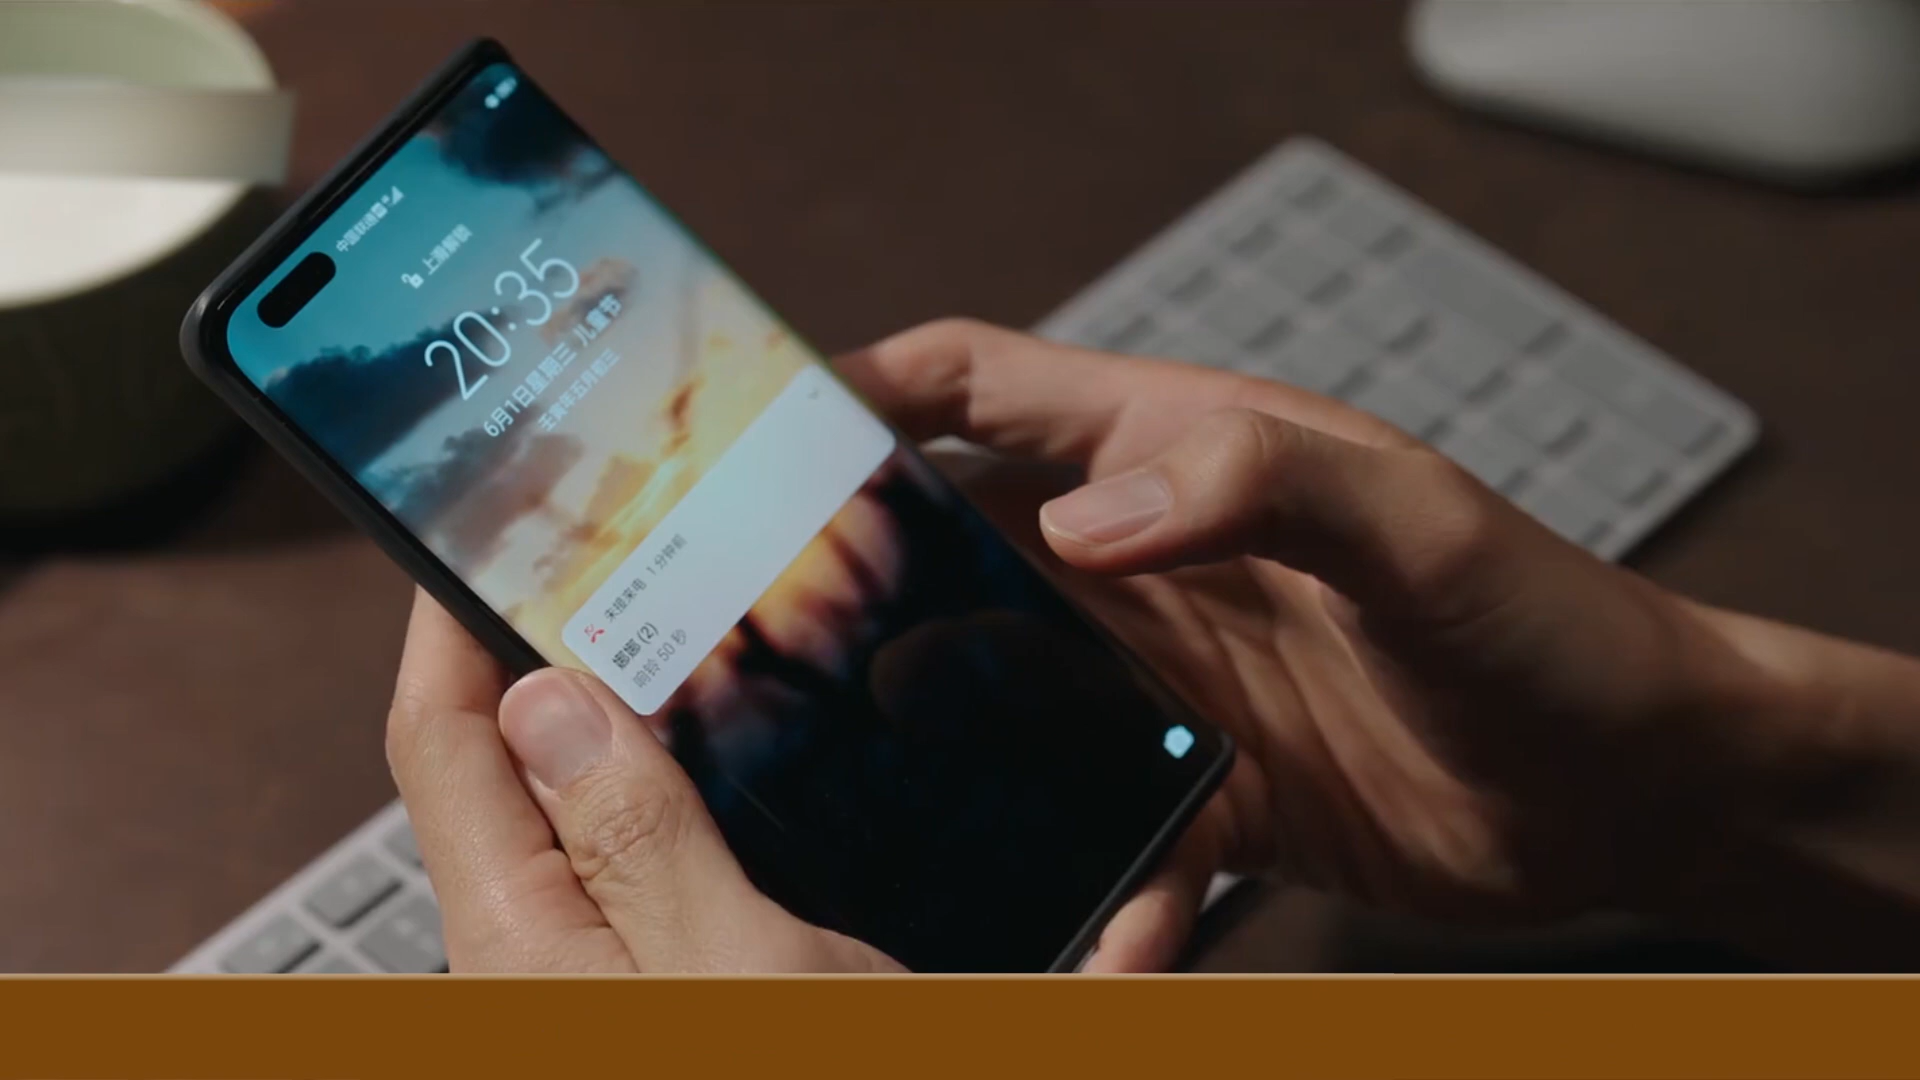 中国联通
上滑解锁
20:35
6月1日星期三 儿童节
壬寅年五月初三
未接来电 1 分钟前
娜娜 (2)
响铃 50 秒